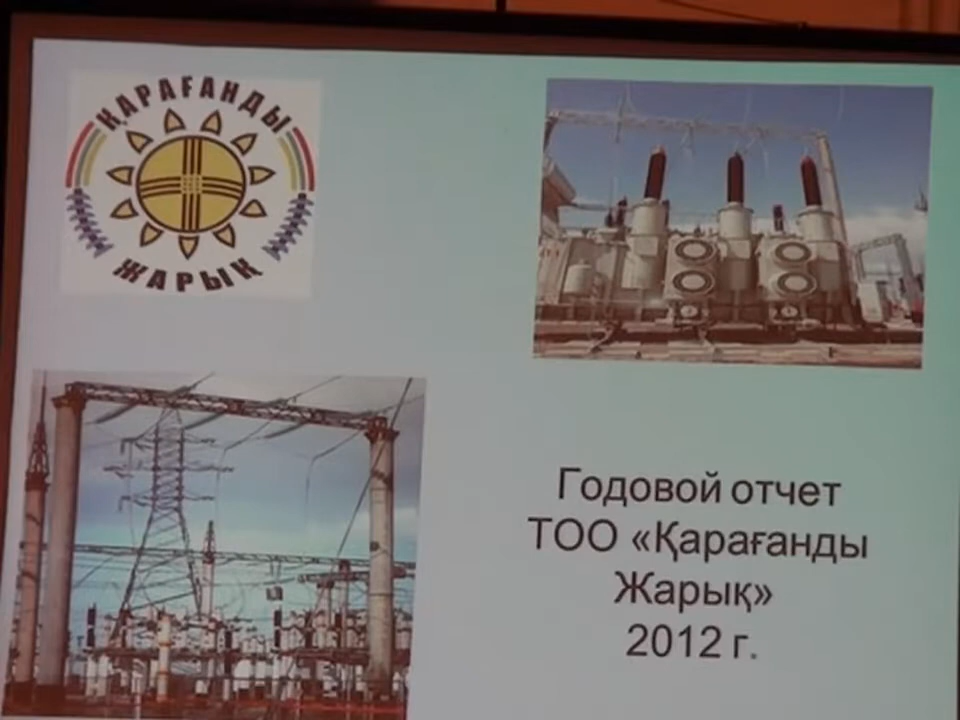 ҚАРАҒАНДЫ
ЖАРЫҚ
Годовой отчет
ТОО «Қарағанды
Жарық»
2012 г.